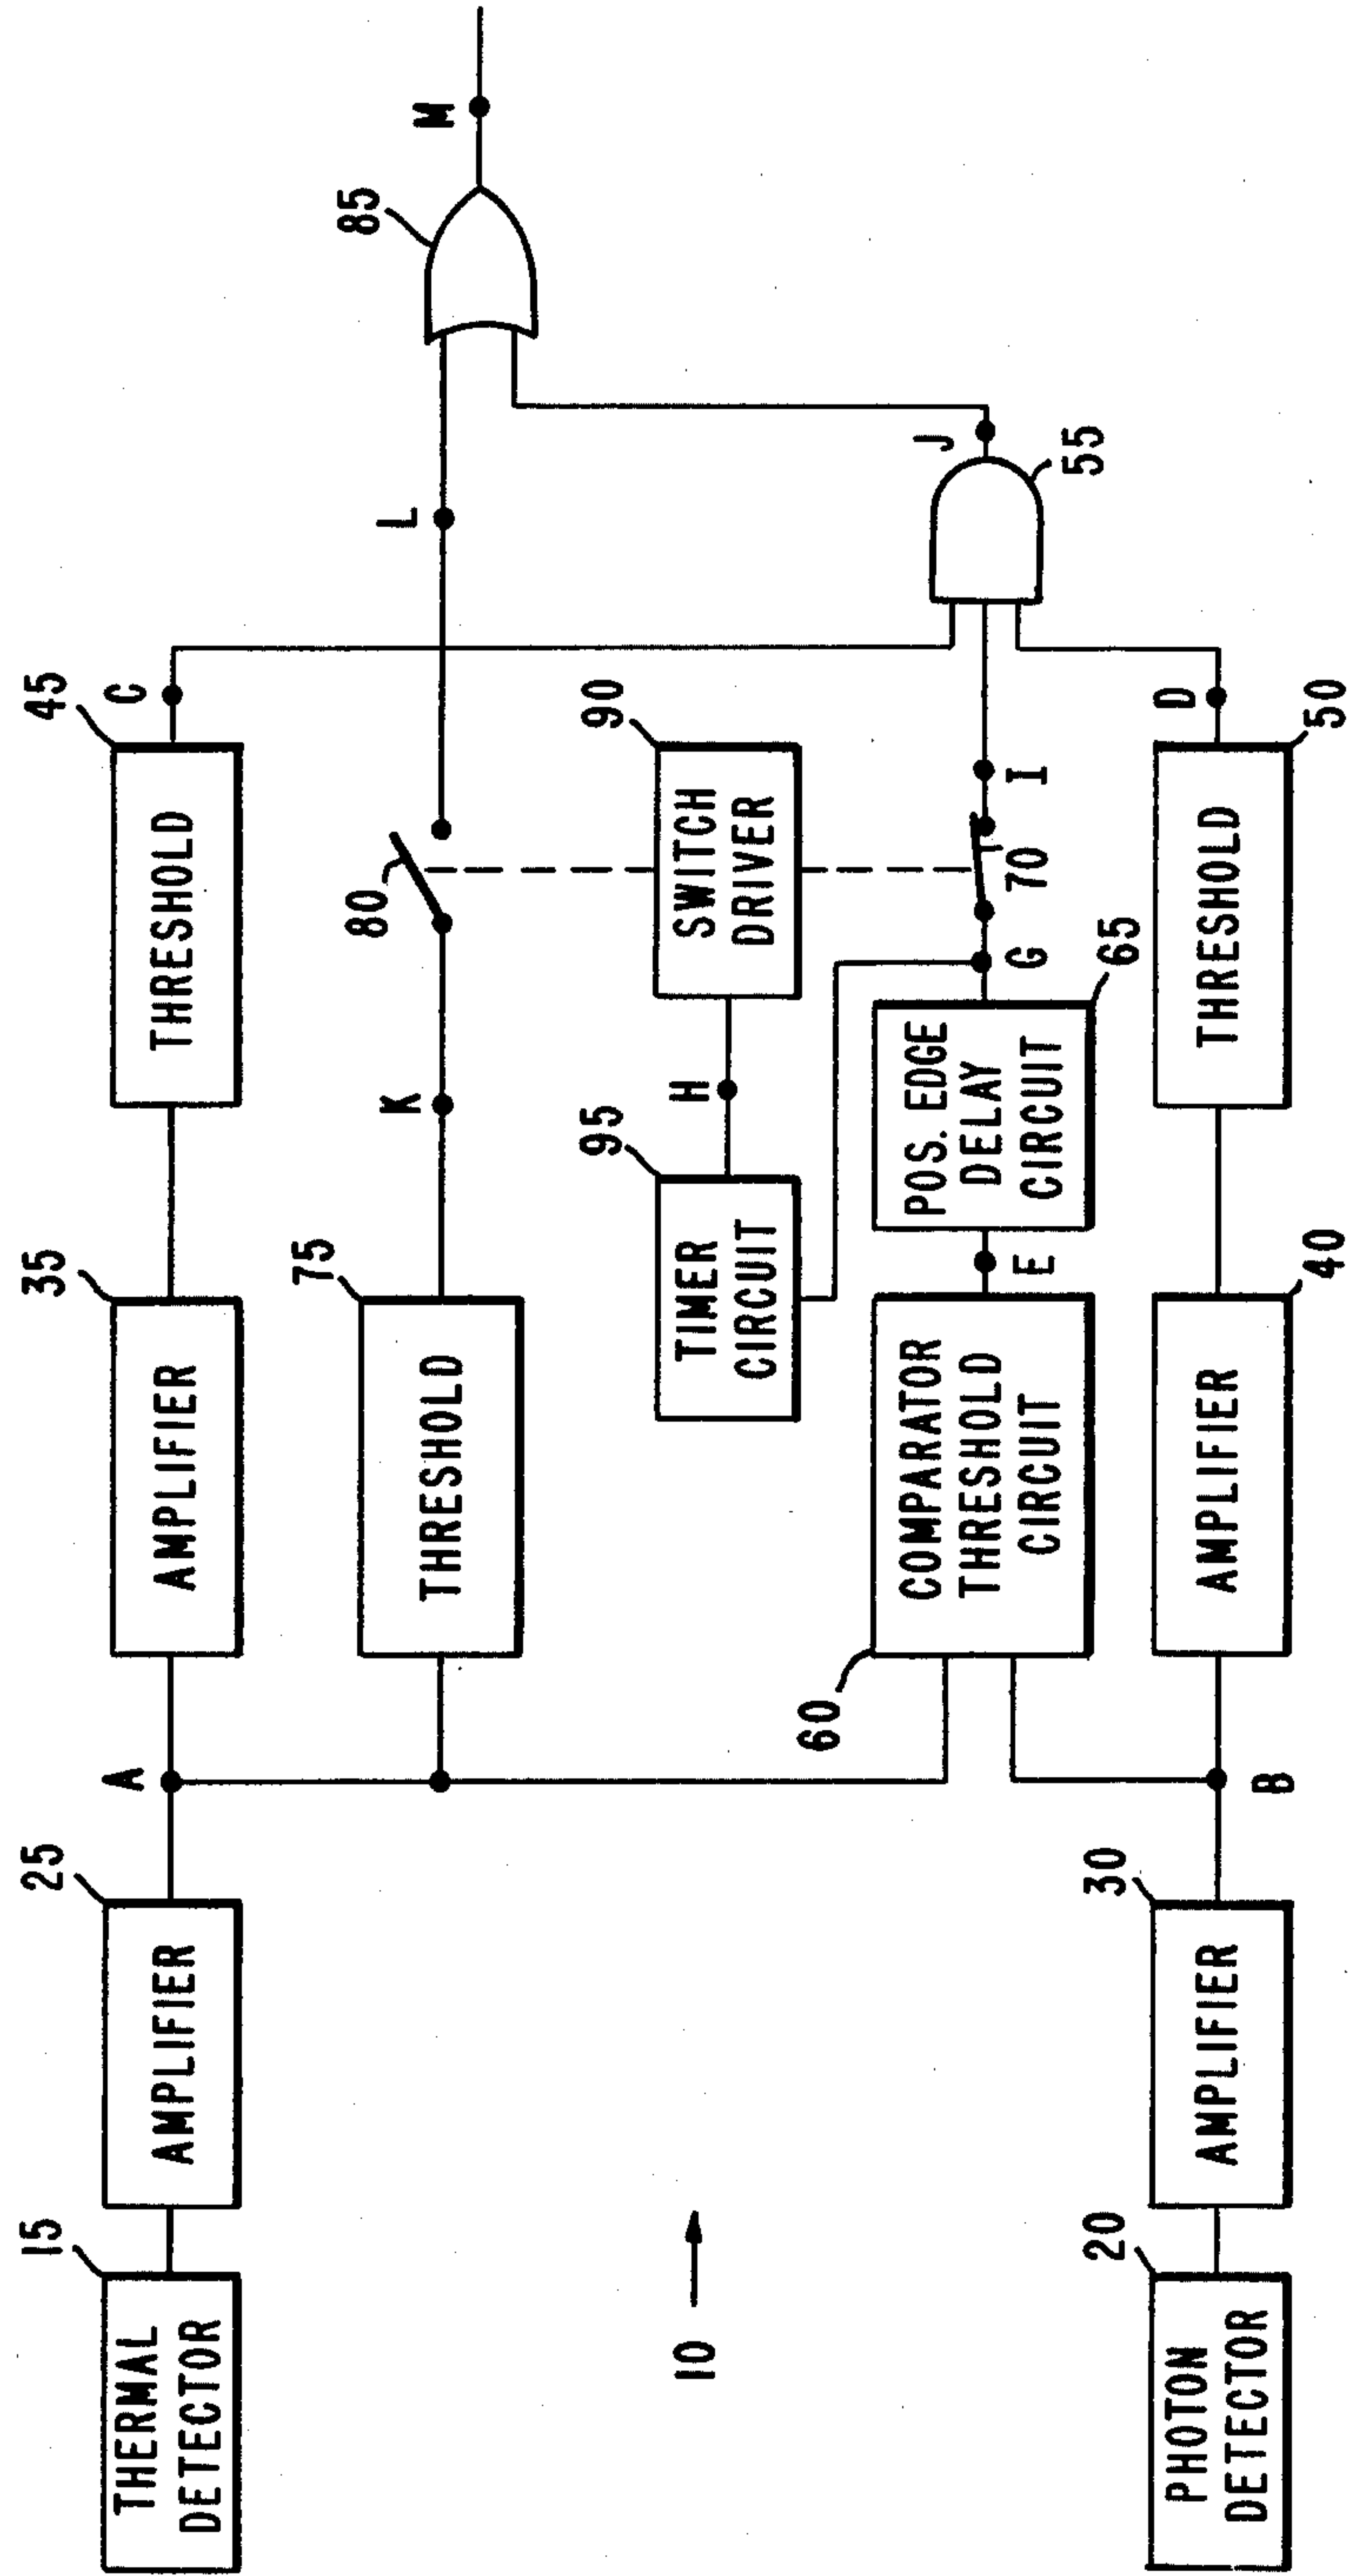 15
THERMAL
DETECTOR
25
AMPLIFIER
A
35
AMPLIFIER
45
THRESHOLD
C
75
THRESHOLD
K
80
L
85
M
10
95
TIMER
CIRCUIT
H
90
SWITCH
DRIVER
60
COMPARATOR
THRESHOLD
CIRCUIT
E
POS. EDGE
DELAY
CIRCUIT
65
G
70
I
J
55
20
PHOTON
DETECTOR
30
AMPLIFIER
B
40
AMPLIFIER
50
THRESHOLD
D